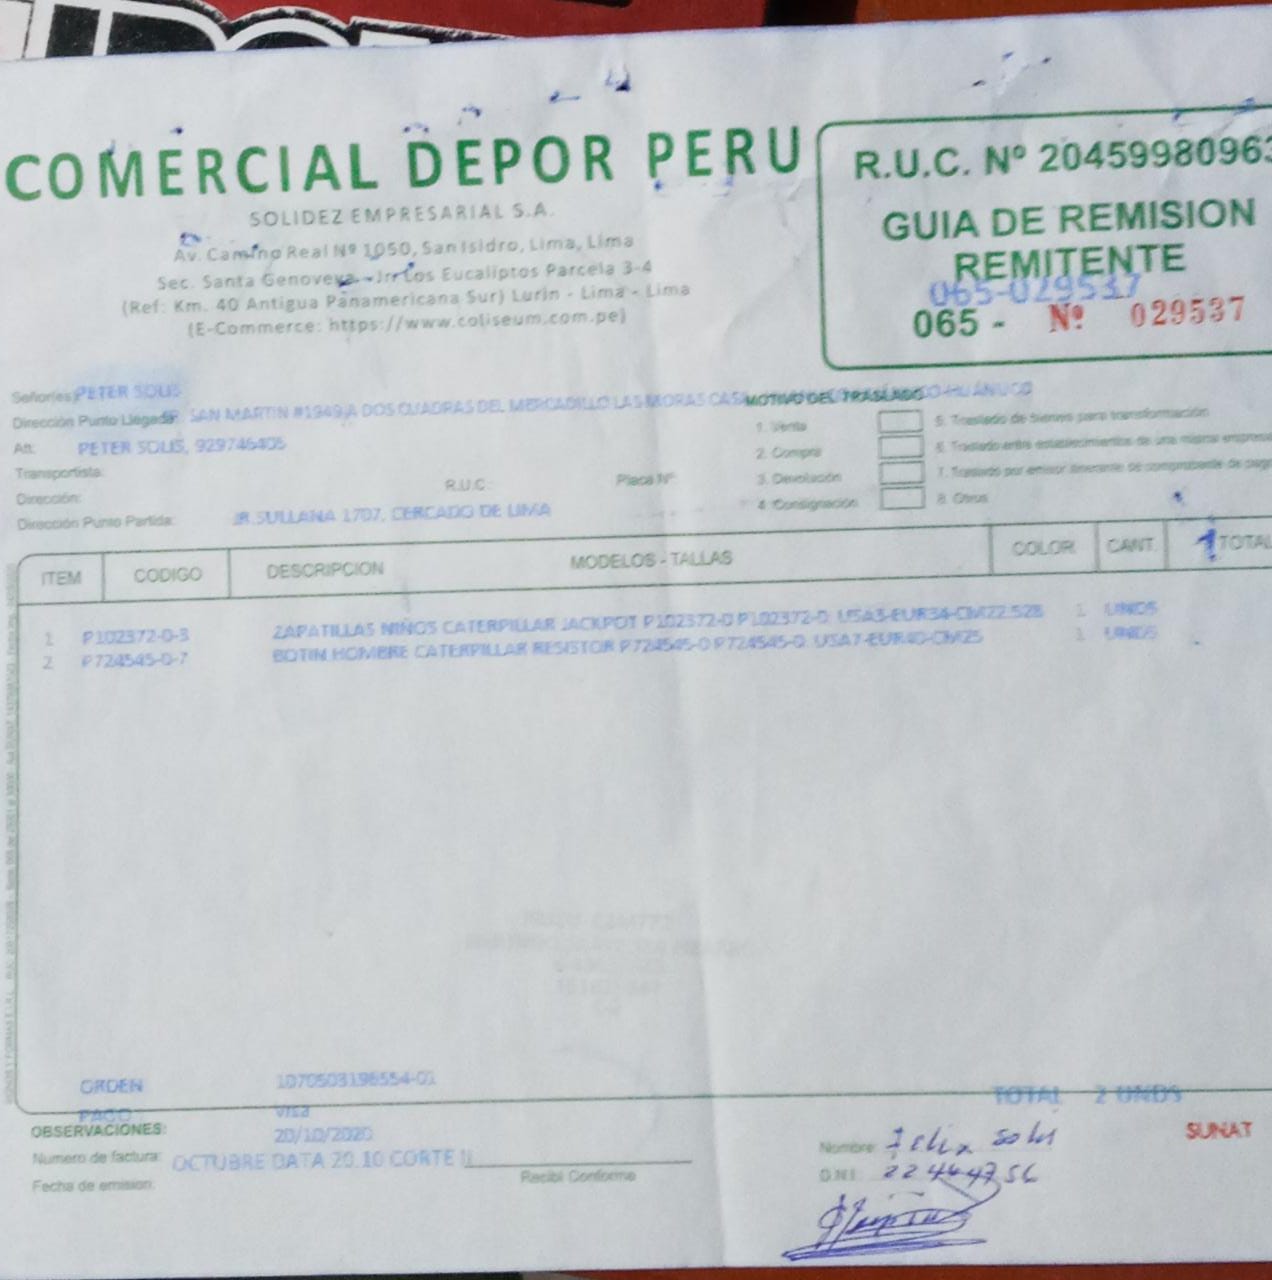 COMERCIAL DEPOR PERU
SOLIDEZ EMPRESARIAL S.A.
Av. Camino Real Nº 1050, San Isidro, Lima, Lima
Sec. Santa Genoveva - Jr. Los Eucaliptos Parcela 3-4
(Ref: Km. 40 Antigua Panamericana Sur) Lurin - Lima - Lima
(E-Commerce: https://www.coliseum.com.pe)
R.U.C. Nº 20459980963
GUIA DE REMISION
REMITENTE
065-029537
065 - Nº 029537
Señor(es): PETER SOLIS
Dirección Punto Llegada: JR. SAN MARTIN #1949, A DOS CUADRAS DEL MERCADILLO LAS MORAS CASA HUÁNUCO
Att: PETER SOLIS, 929746405
Transportista:
Dirección: R.U.C.: Placa Nº:
Dirección Punto Partida: JR.SULLANA 1707, CERCADO DE LIMA
MOTIVO DEL TRASLADO
1. Venta
2. Compra
3. Devolución
4. Consignación
5. Traslado de bienes para transformación
6. Traslado entre establecimientos de una misma empresa
7. Traslado por emisor itinerante de comprobante de pago
8. Otros
ITEM CODIGO DESCRIPCION MODELOS - TALLAS COLOR CANT. TOTAL
1 P102372-0-3 ZAPATILLAS NIÑOS CATERPILLAR JACKPOT P102372-0 P102372-0: USA3-EUR34-CM22.528 1 UNDS
2 P724545-0-7 BOTIN HOMBRE CATERPILLAR RESISTOR P724545-0 P724545-0: USA7-EUR40-CM25 1 UNDS
ORDEN 1070503198554-01
PAGO visa
TOTAL 2 UNDS
OBSERVACIONES: 20/10/2020
Numero de factura: OCTUBRE DATA 20.10 CORTE II
Fecha de emision:
Recibi Conforme
Nombre: Felix Solis
D.N.I: 22464756
SUNAT